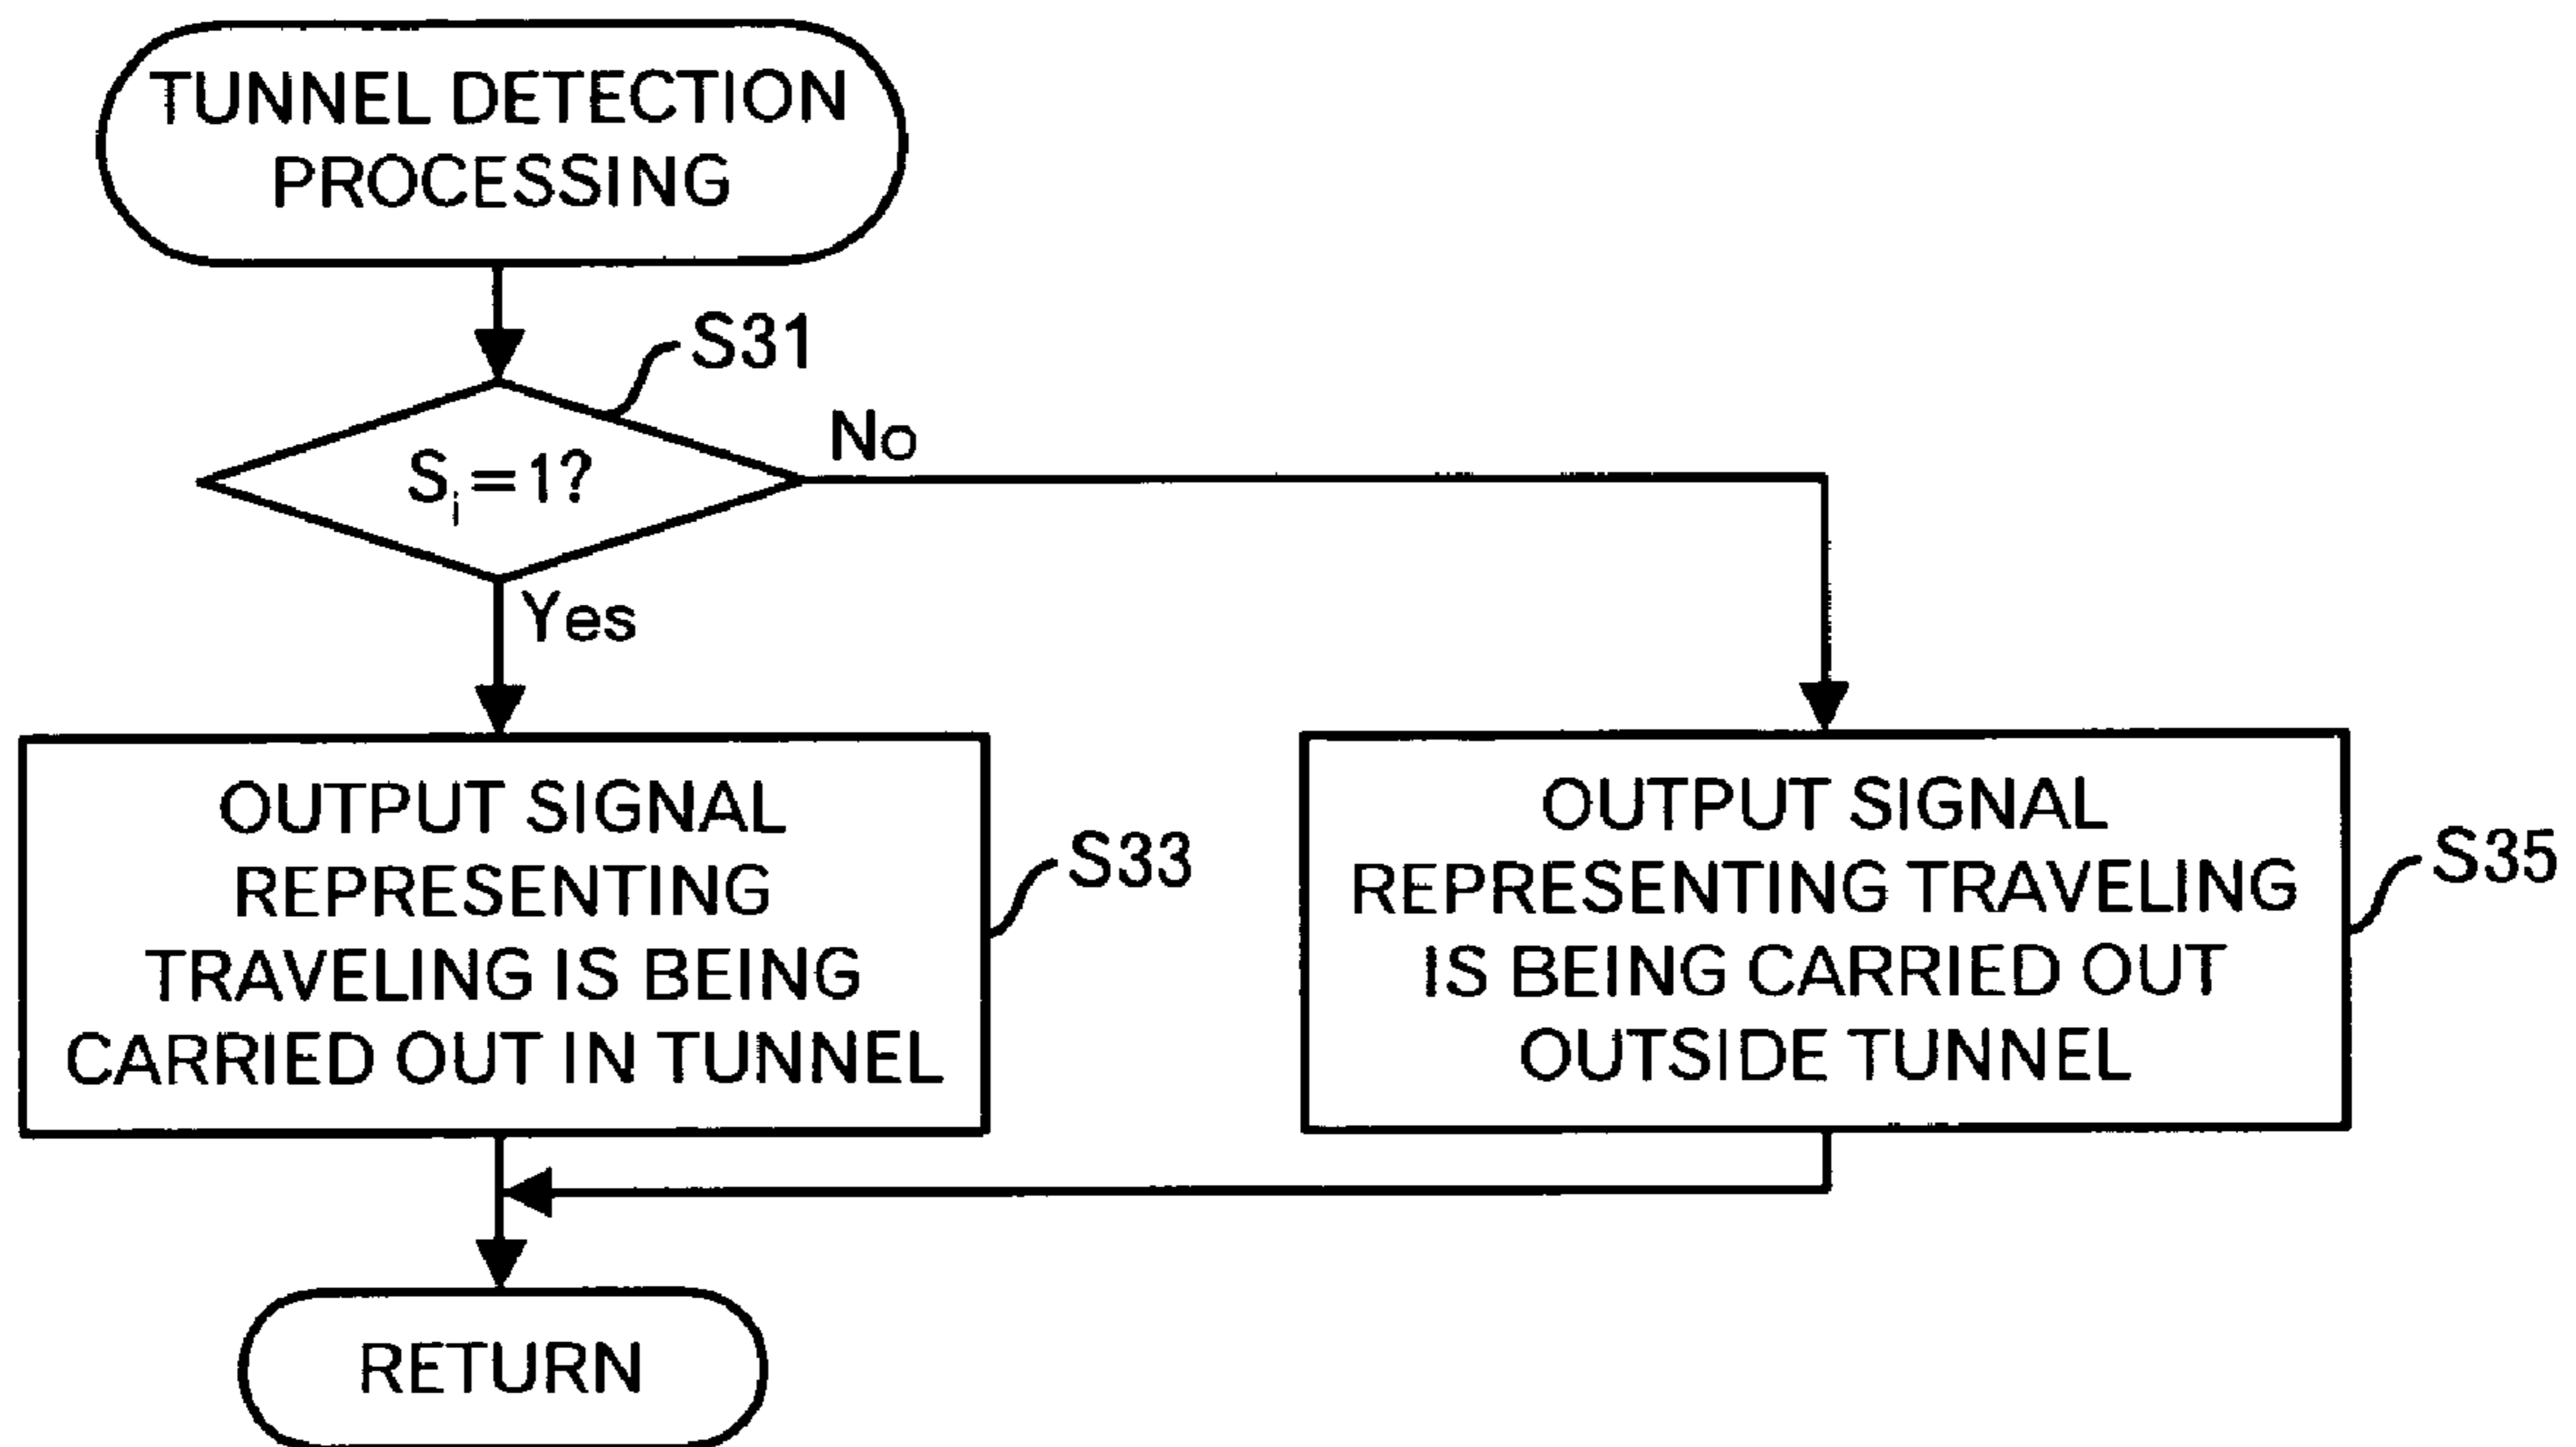 TUNNEL DETECTION
PROCESSING
S31
Sᵢ=1?
No
Yes
OUTPUT SIGNAL
REPRESENTING
TRAVELING IS BEING
CARRIED OUT IN TUNNEL
S33
OUTPUT SIGNAL
REPRESENTING TRAVELING
IS BEING CARRIED OUT
OUTSIDE TUNNEL
S35
RETURN